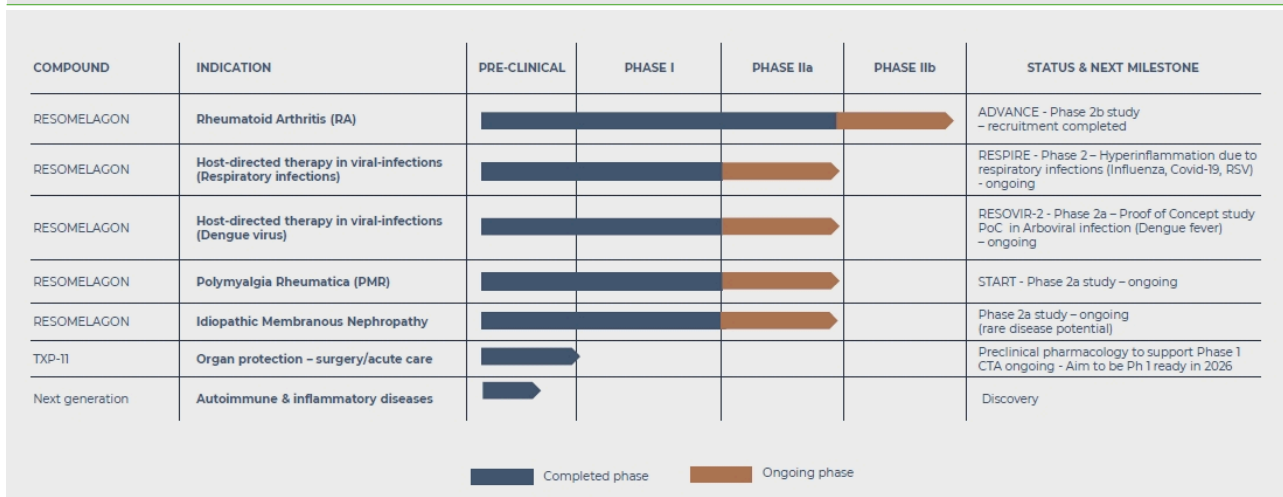 COMPOUND INDICATION PRE-CLINICAL PHASE I PHASE IIa PHASE IIb STATUS & NEXT MILESTONE
RESOMELAGON Rheumatoid Arthritis (RA) ADVANCE - Phase 2b study
– recruitment completed
RESOMELAGON Host-directed therapy in viral-infections
(Respiratory infections)
RESPIRE - Phase 2 – Hyperinflammation due to
respiratory infections (Influenza, Covid-19, RSV)
- ongoing
RESOMELAGON Host-directed therapy in viral-infections
(Dengue virus)
RESOVIR-2 - Phase 2a – Proof of Concept study
PoC in Arboviral infection (Dengue fever)
– ongoing
RESOMELAGON Polymyalgia Rheumatica (PMR) START - Phase 2a study – ongoing
RESOMELAGON Idiopathic Membranous Nephropathy Phase 2a study – ongoing
(rare disease potential)
TXP-11 Organ protection – surgery/acute care Preclinical pharmacology to support Phase 1
CTA ongoing - Aim to be Ph 1 ready in 2026
Next generation Autoimmune & inflammatory diseases Discovery
Completed phase Ongoing phase